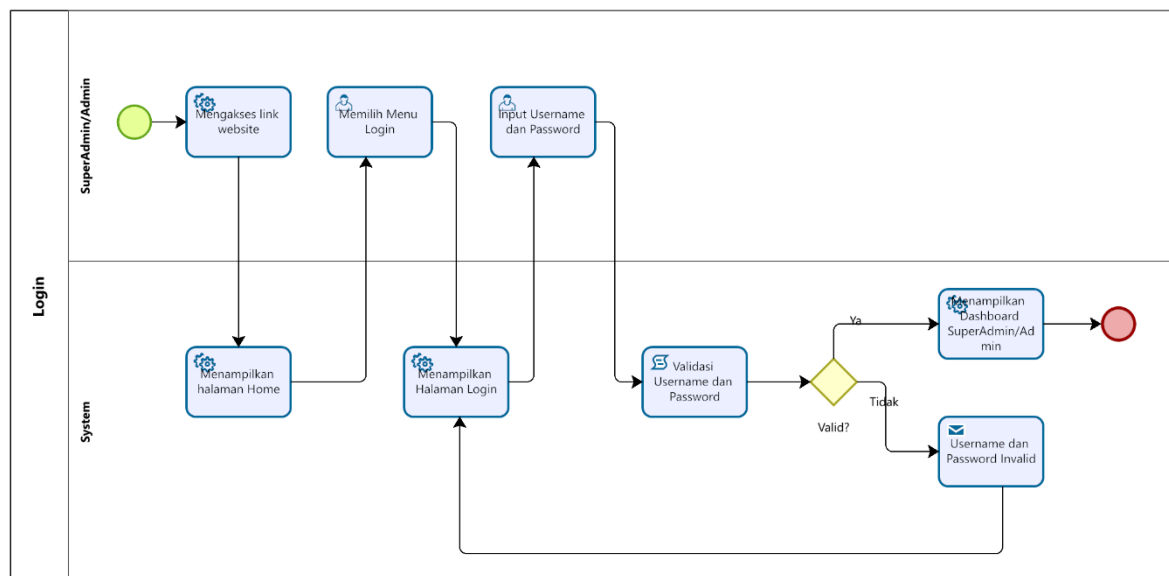 Login
SuperAdmin/Admin
Mengakses link
website
Memilih Menu
Login
Input Username
dan Password
System
Menampilkan
halaman Home
Menampilkan
Halaman Login
Validasi
Username dan
Password
Valid?
Ya
Tidak
Menampilkan
Dashboard
SuperAdmin/Ad
min
Username dan
Password Invalid